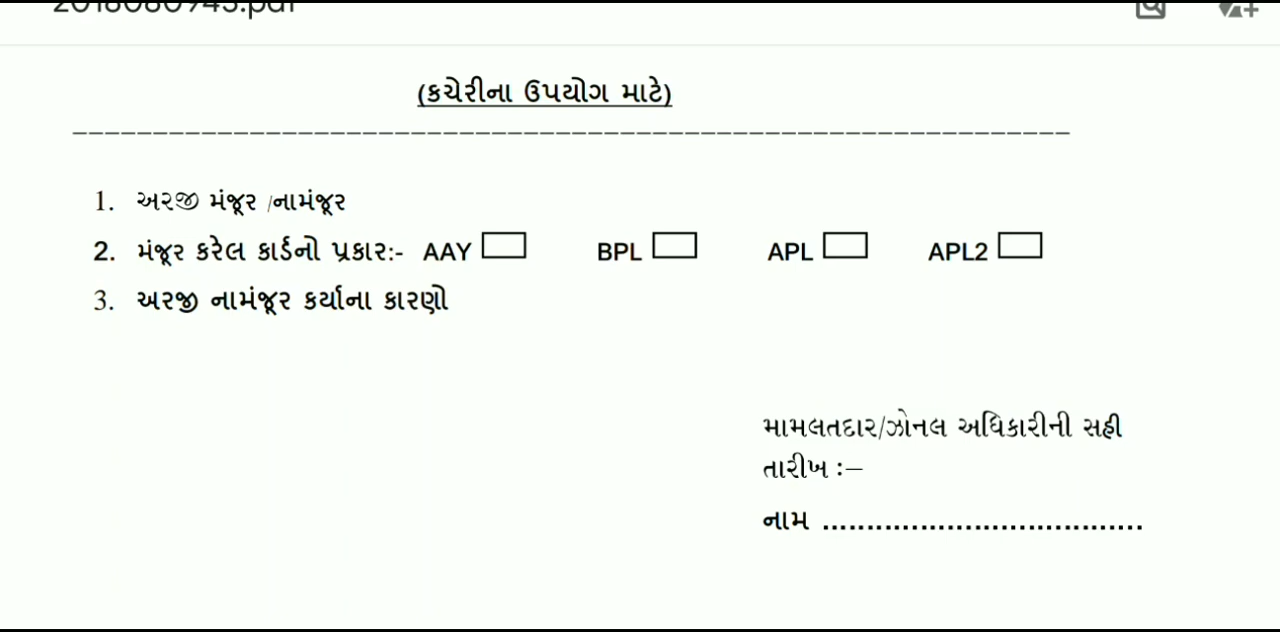 (કચેરીના ઉપયોગ માટે)
1. અરજી મંજૂર /નામંજૂર
2. મંજૂર કરેલ કાર્ડનો પ્રકાર:- AAY BPL APL APL2
3. અરજી નામંજૂર કર્યાના કારણો
મામલતદાર/ઝોનલ અધિકારીની સહી
તારીખ :–
નામ ....................................